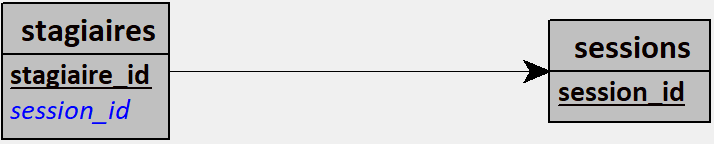 stagiaires
stagiaire_id
session_id
sessions
session_id